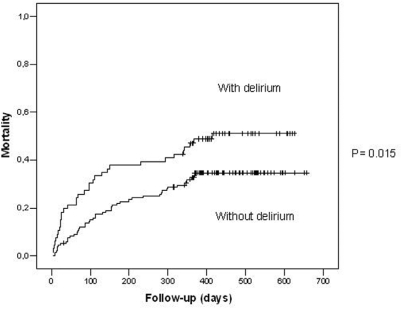 1,0
0,8
0,6
0,4
0,2
0,0
Mortality
With delirium
Without delirium
P= 0.015
0 100 200 300 400 500 600 700
Follow-up (days)